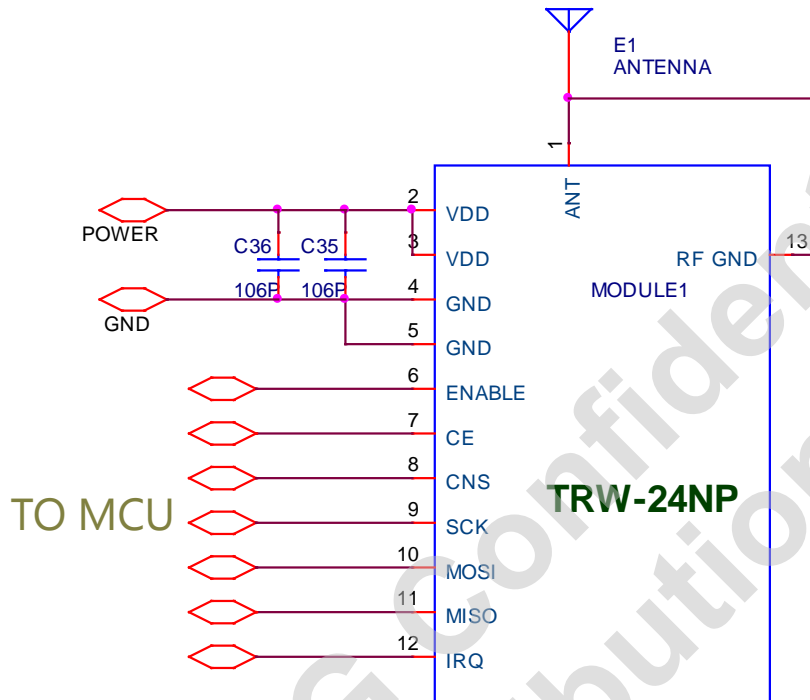 E1
ANTENNA
1
ANT
2
VDD
POWER
3
VDD
C36
C35
RF GND
13
106P
106P
4
GND
MODULE1
GND
5
GND
6
ENABLE
7
CE
8
CNS
TRW-24NP
TO MCU
9
SCK
10
MOSI
11
MISO
12
IRQ